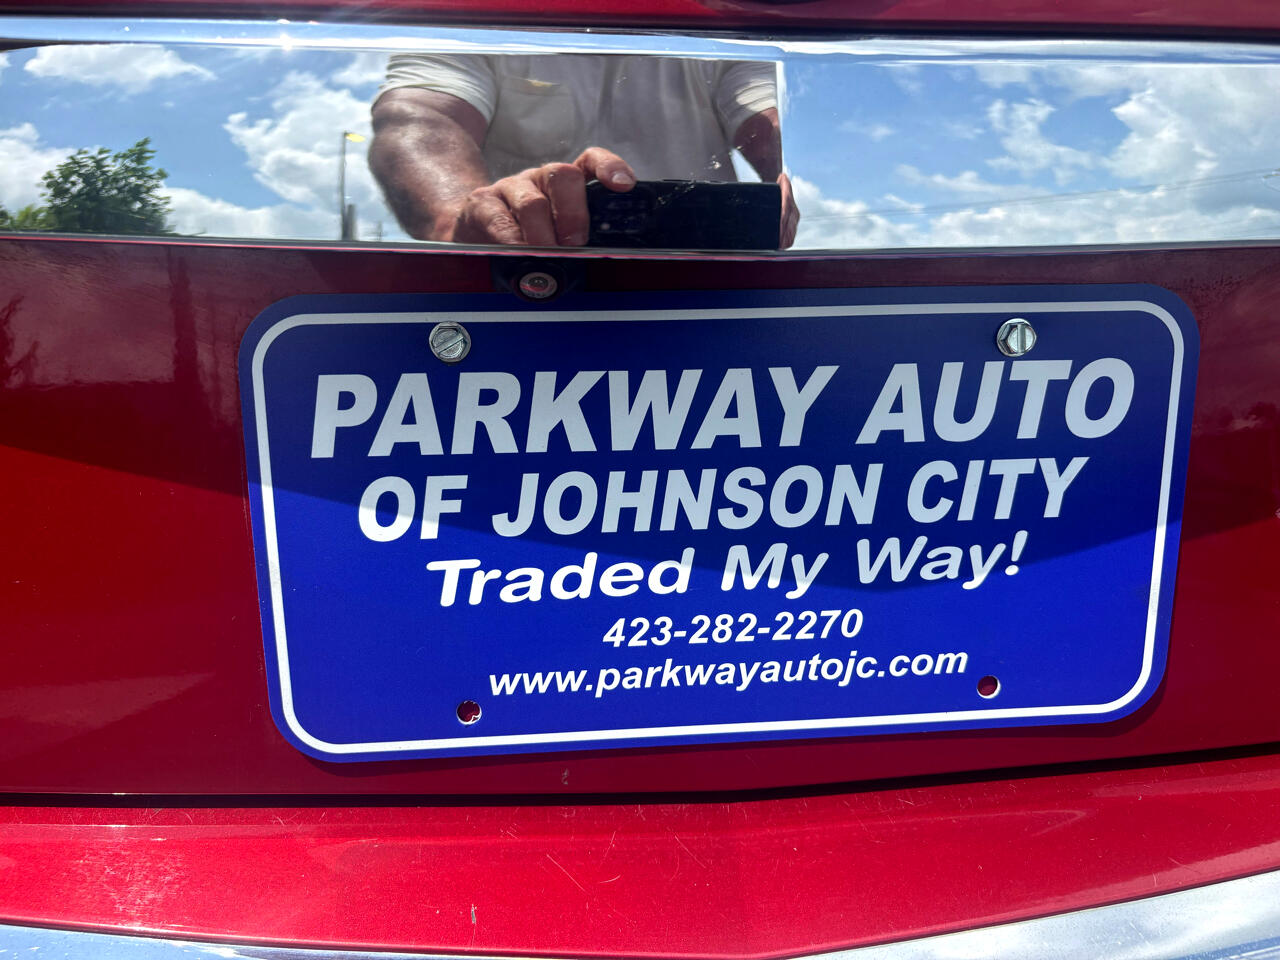 PARKWAY AUTO
OF JOHNSON CITY
Traded My Way!
423-282-2270
www.parkwayautojc.com